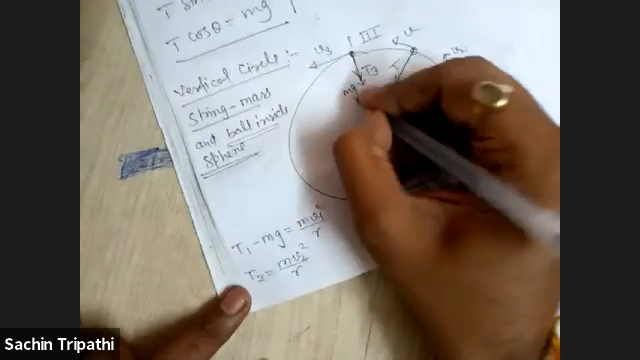 T sin
T cosθ = mg
Vertical Circle:-
String-mass
and ball inside
Sphere
III
v₃
T₃
mg
T₁ - mg = mv₁²/r
T₂ = mv₂²/r
Sachin Tripathi